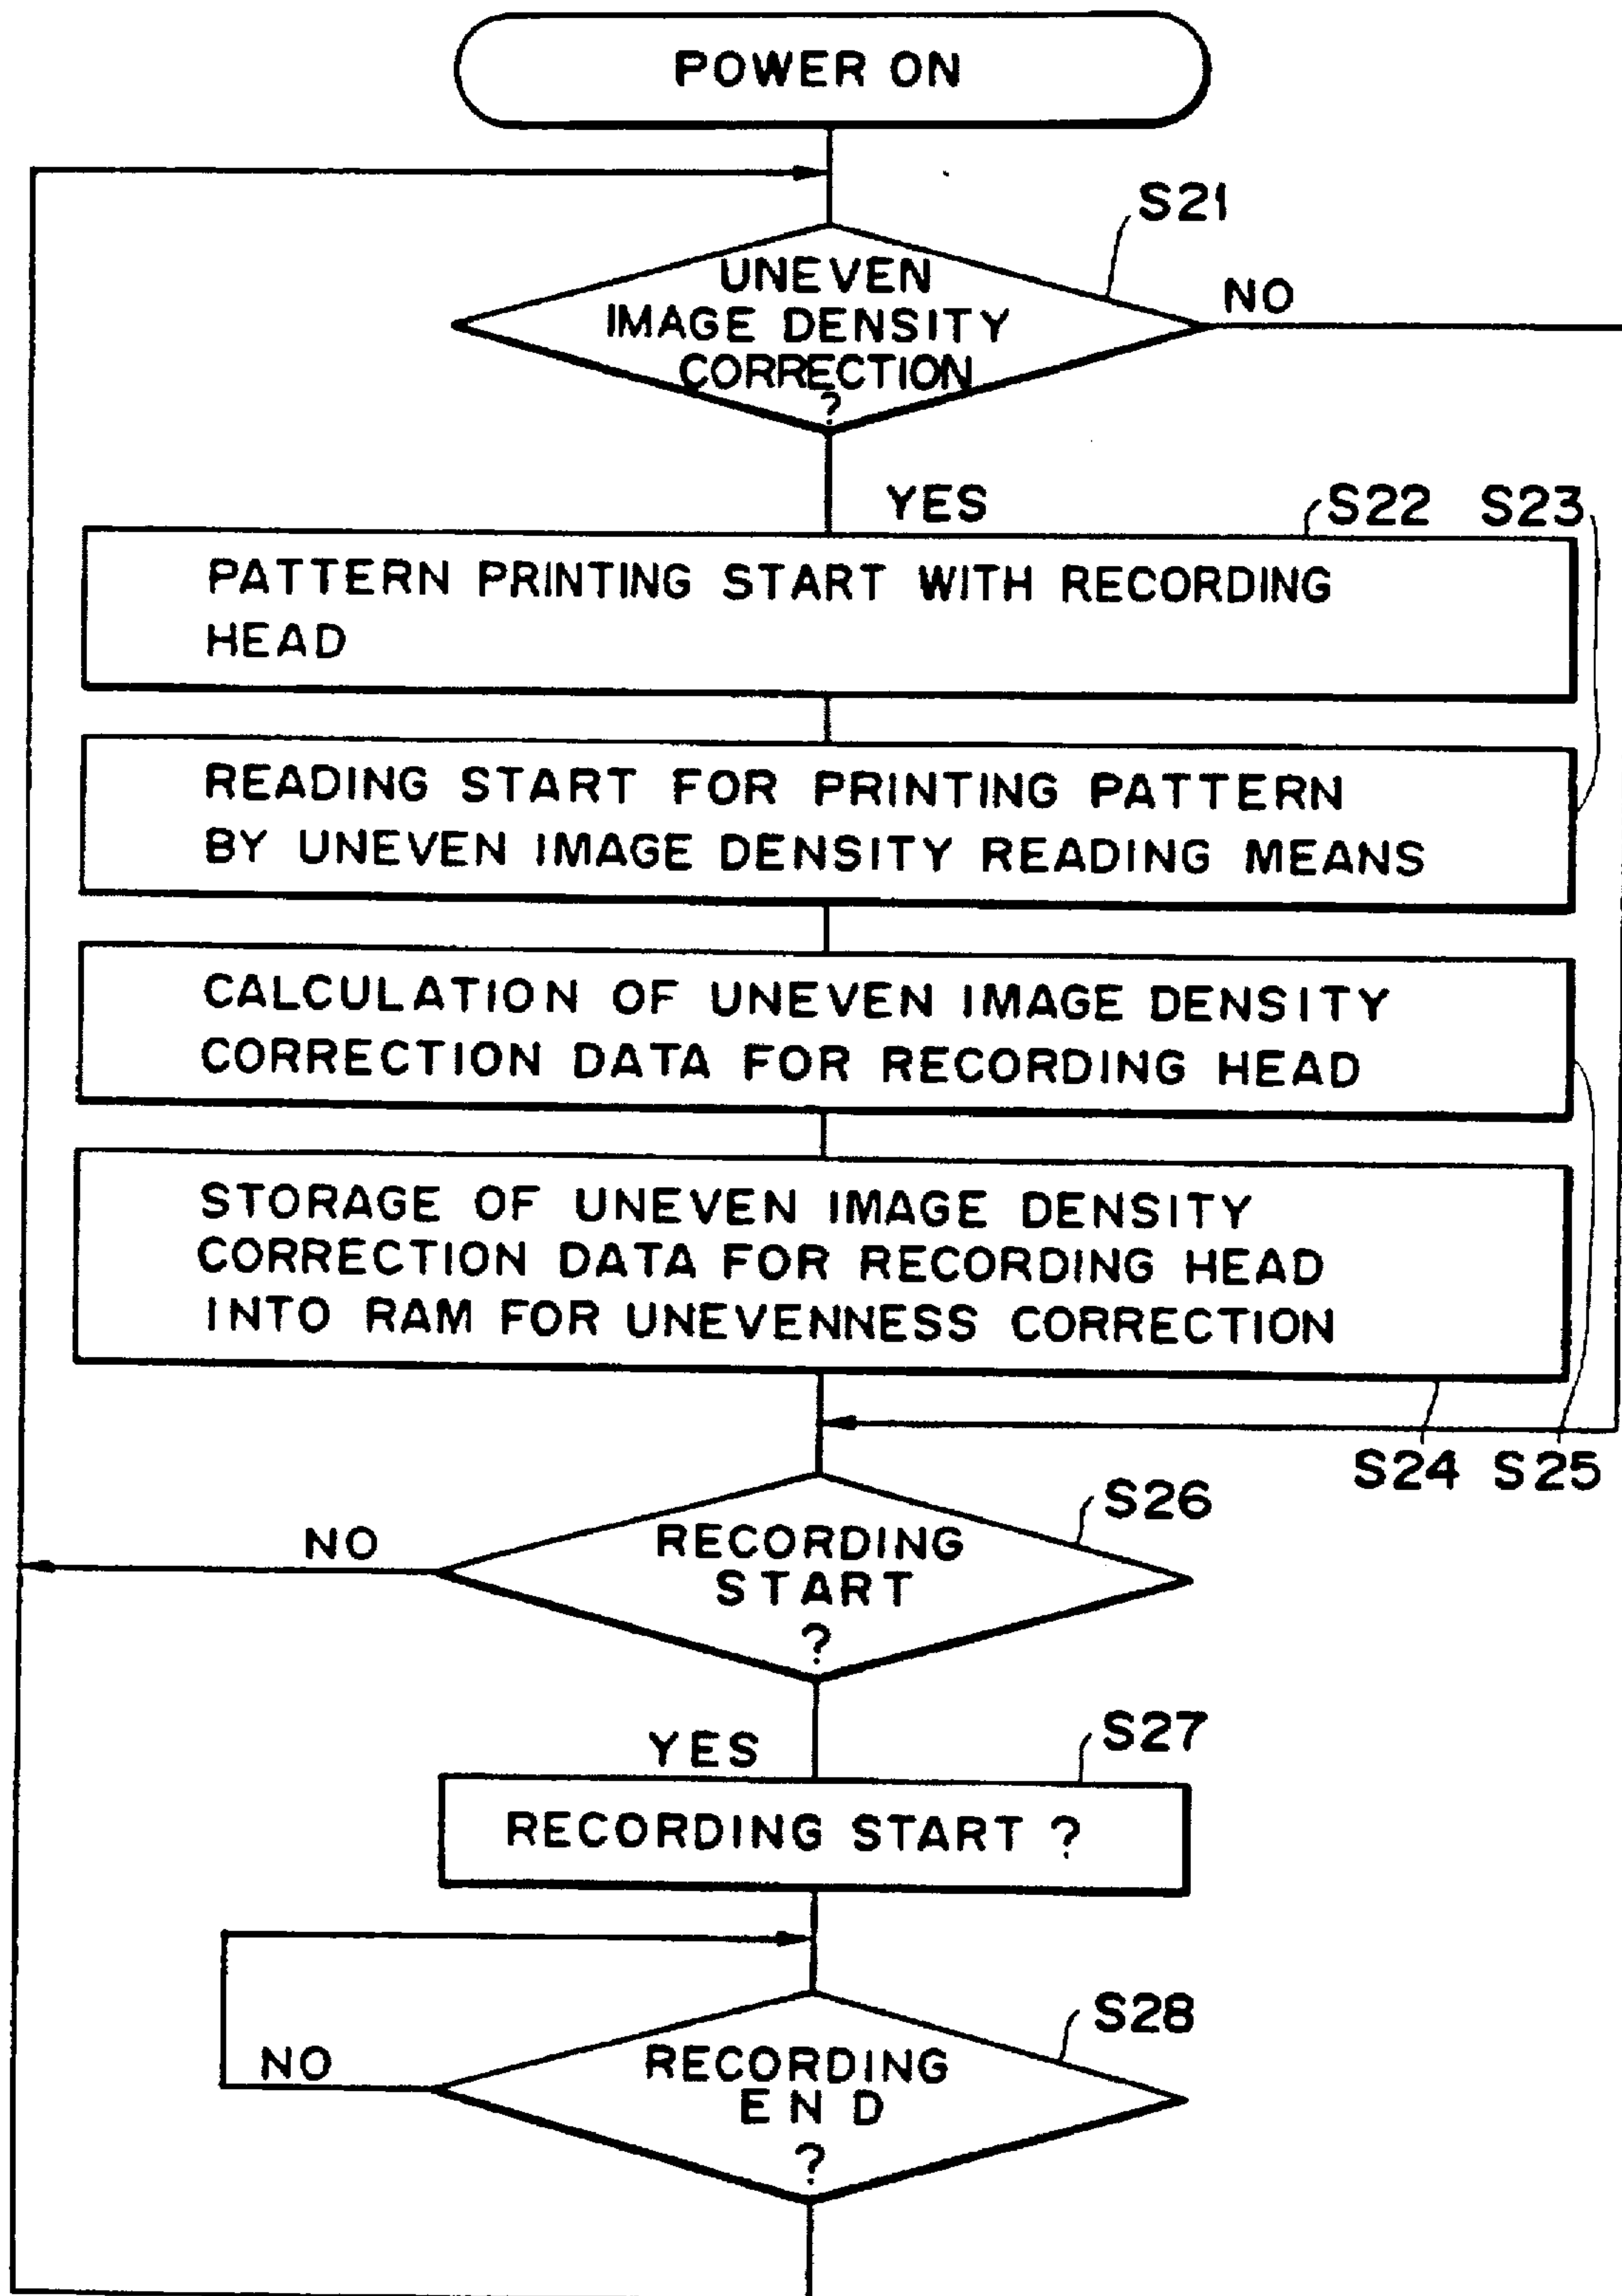 POWER ON
S21
UNEVEN
IMAGE DENSITY
CORRECTION
?
NO
YES
S22 S23
PATTERN PRINTING START WITH RECORDING
HEAD
READING START FOR PRINTING PATTERN
BY UNEVEN IMAGE DENSITY READING MEANS
CALCULATION OF UNEVEN IMAGE DENSITY
CORRECTION DATA FOR RECORDING HEAD
STORAGE OF UNEVEN IMAGE DENSITY
CORRECTION DATA FOR RECORDING HEAD
INTO RAM FOR UNEVENNESS CORRECTION
S24 S25
S26
NO
RECORDING
START
?
YES
S27
RECORDING START ?
S28
NO
RECORDING
END
?